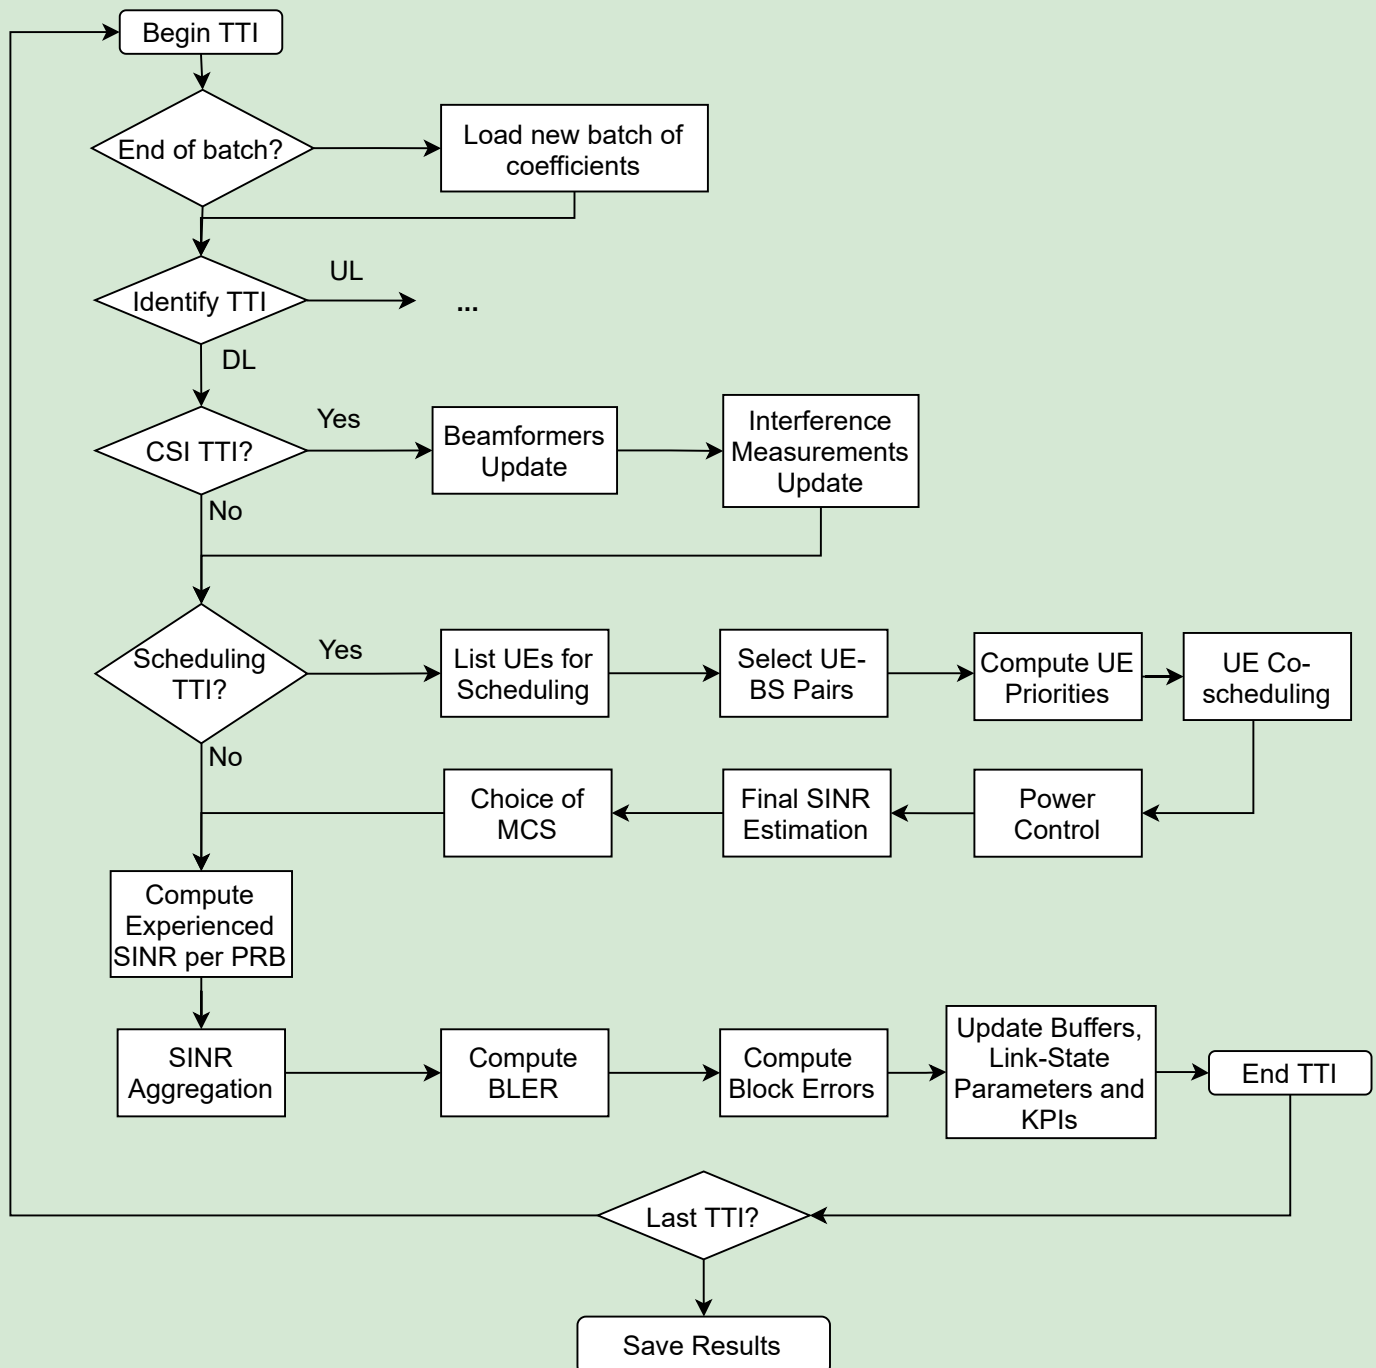 Begin TTI
End of batch?
Load new batch of
coefficients
Identify TTI
UL
...
DL
CSI TTI?
Yes
Beamformers
Update
Interference
Measurements
Update
No
Scheduling
TTI?
Yes
List UEs for
Scheduling
Select UE-
BS Pairs
Compute UE
Priorities
UE Co-
scheduling
No
Choice of
MCS
Final SINR
Estimation
Power
Control
Compute
Experienced
SINR per PRB
SINR
Aggregation
Compute
BLER
Compute
Block Errors
Update Buffers,
Link-State
Parameters and
KPIs
End TTI
Last TTI?
Save Results